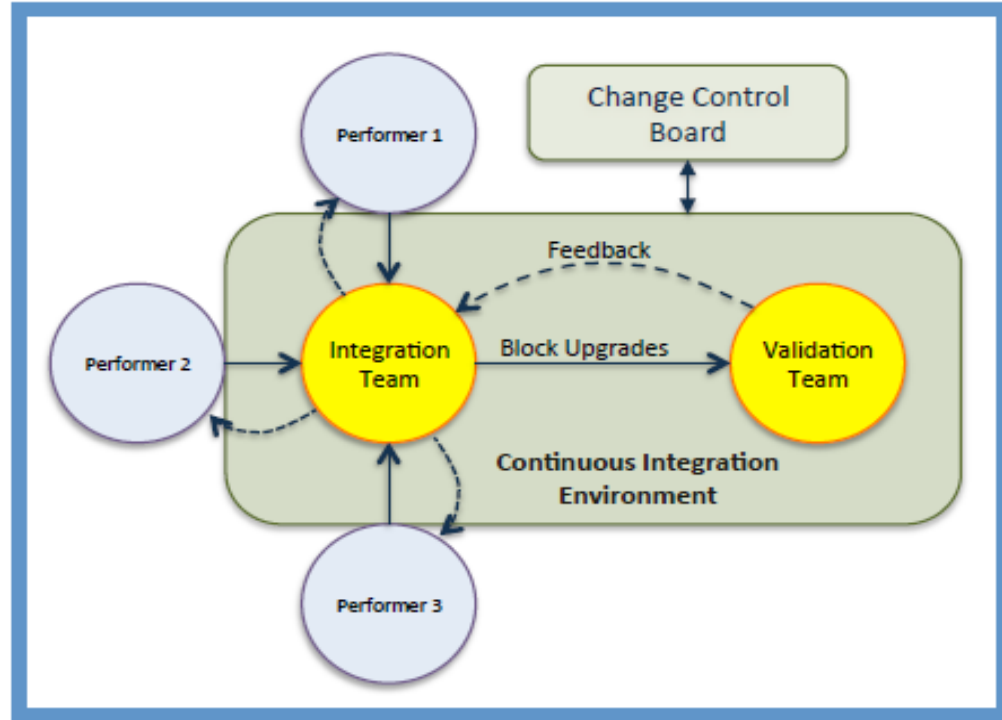 Performer 1
Change Control
Board
Feedback
Performer 2
Integration
Team
Block Upgrades
Validation
Team
Continuous Integration
Environment
Performer 3